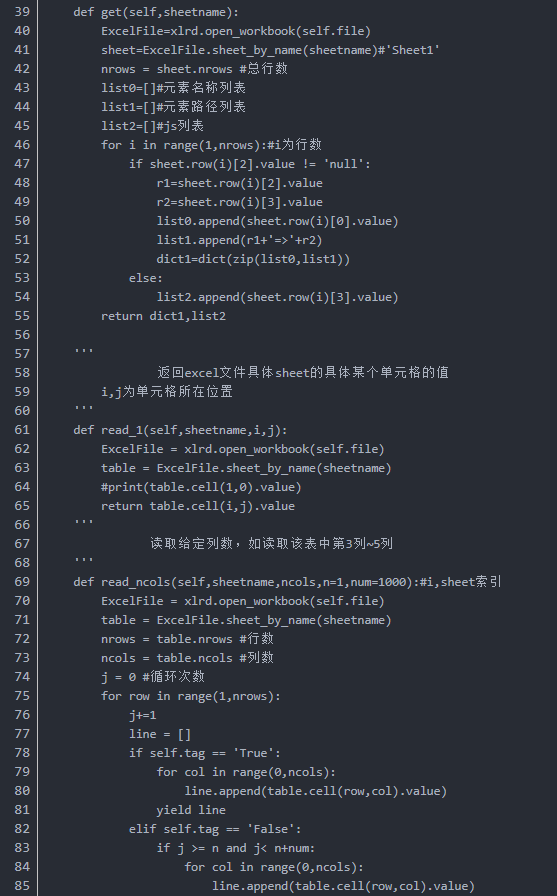 39 def get(self,sheetname):
40 ExcelFile=xlrd.open_workbook(self.file)
41 sheet=ExcelFile.sheet_by_name(sheetname)#'Sheet1'
42 nrows = sheet.nrows #总行数
43 list0=[]#元素名称列表
44 list1=[]#元素路径列表
45 list2=[]#js列表
46 for i in range(1,nrows):#i为行数
47 if sheet.row(i)[2].value != 'null':
48 r1=sheet.row(i)[2].value
49 r2=sheet.row(i)[3].value
50 list0.append(sheet.row(i)[0].value)
51 list1.append(r1+'=>'+r2)
52 dict1=dict(zip(list0,list1))
53 else:
54 list2.append(sheet.row(i)[3].value)
55 return dict1,list2
56
57 '''
58 返回excel文件具体sheet的具体某个单元格的值
59 i,j为单元格所在位置
60 '''
61 def read_1(self,sheetname,i,j):
62 ExcelFile = xlrd.open_workbook(self.file)
63 table = ExcelFile.sheet_by_name(sheetname)
64 #print(table.cell(1,0).value)
65 return table.cell(i,j).value
66 '''
67 读取给定列数，如读取该表中第3列~5列
68 '''
69 def read_ncols(self,sheetname,ncols,n=1,num=1000):#i,sheet索引
70 ExcelFile = xlrd.open_workbook(self.file)
71 table = ExcelFile.sheet_by_name(sheetname)
72 nrows = table.nrows #行数
73 ncols = table.ncols #列数
74 j = 0 #循环次数
75 for row in range(1,nrows):
76 j+=1
77 line = []
78 if self.tag == 'True':
79 for col in range(0,ncols):
80 line.append(table.cell(row,col).value)
81 yield line
82 elif self.tag == 'False':
83 if j >= n and j< n+num:
84 for col in range(0,ncols):
85 line.append(table.cell(row,col).value)